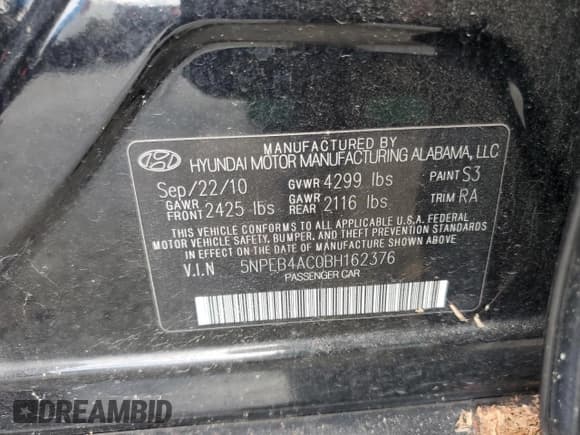 MANUFACTURED BY
HYUNDAI MOTOR MANUFACTURING ALABAMA, LLC
Sep/22/10 GVWR 4299 lbs PAINT S3
GAWR FRONT 2425 lbs GAWR REAR 2116 lbs TRIM RA
THIS VEHICLE CONFORMS TO ALL APPLICABLE U.S.A. FEDERAL
MOTOR VEHICLE SAFETY, BUMPER, AND THEFT PREVENTION STANDARDS
IN EFFECT ON THE DATE OF MANUFACTURE SHOWN ABOVE.
V.I.N 5NPEB4AC0BH162376
PASSENGER CAR
DREAMBID